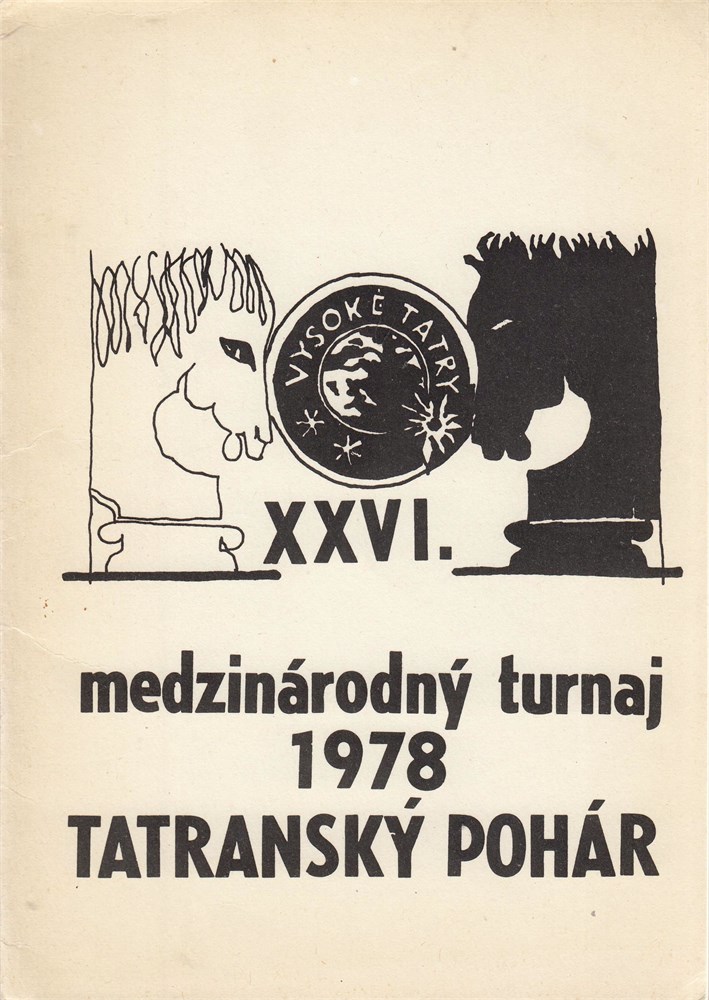 VYSOKÉ TATRY
XXVI.
medzinárodný turnaj
1978
TATRANSKÝ POHÁR